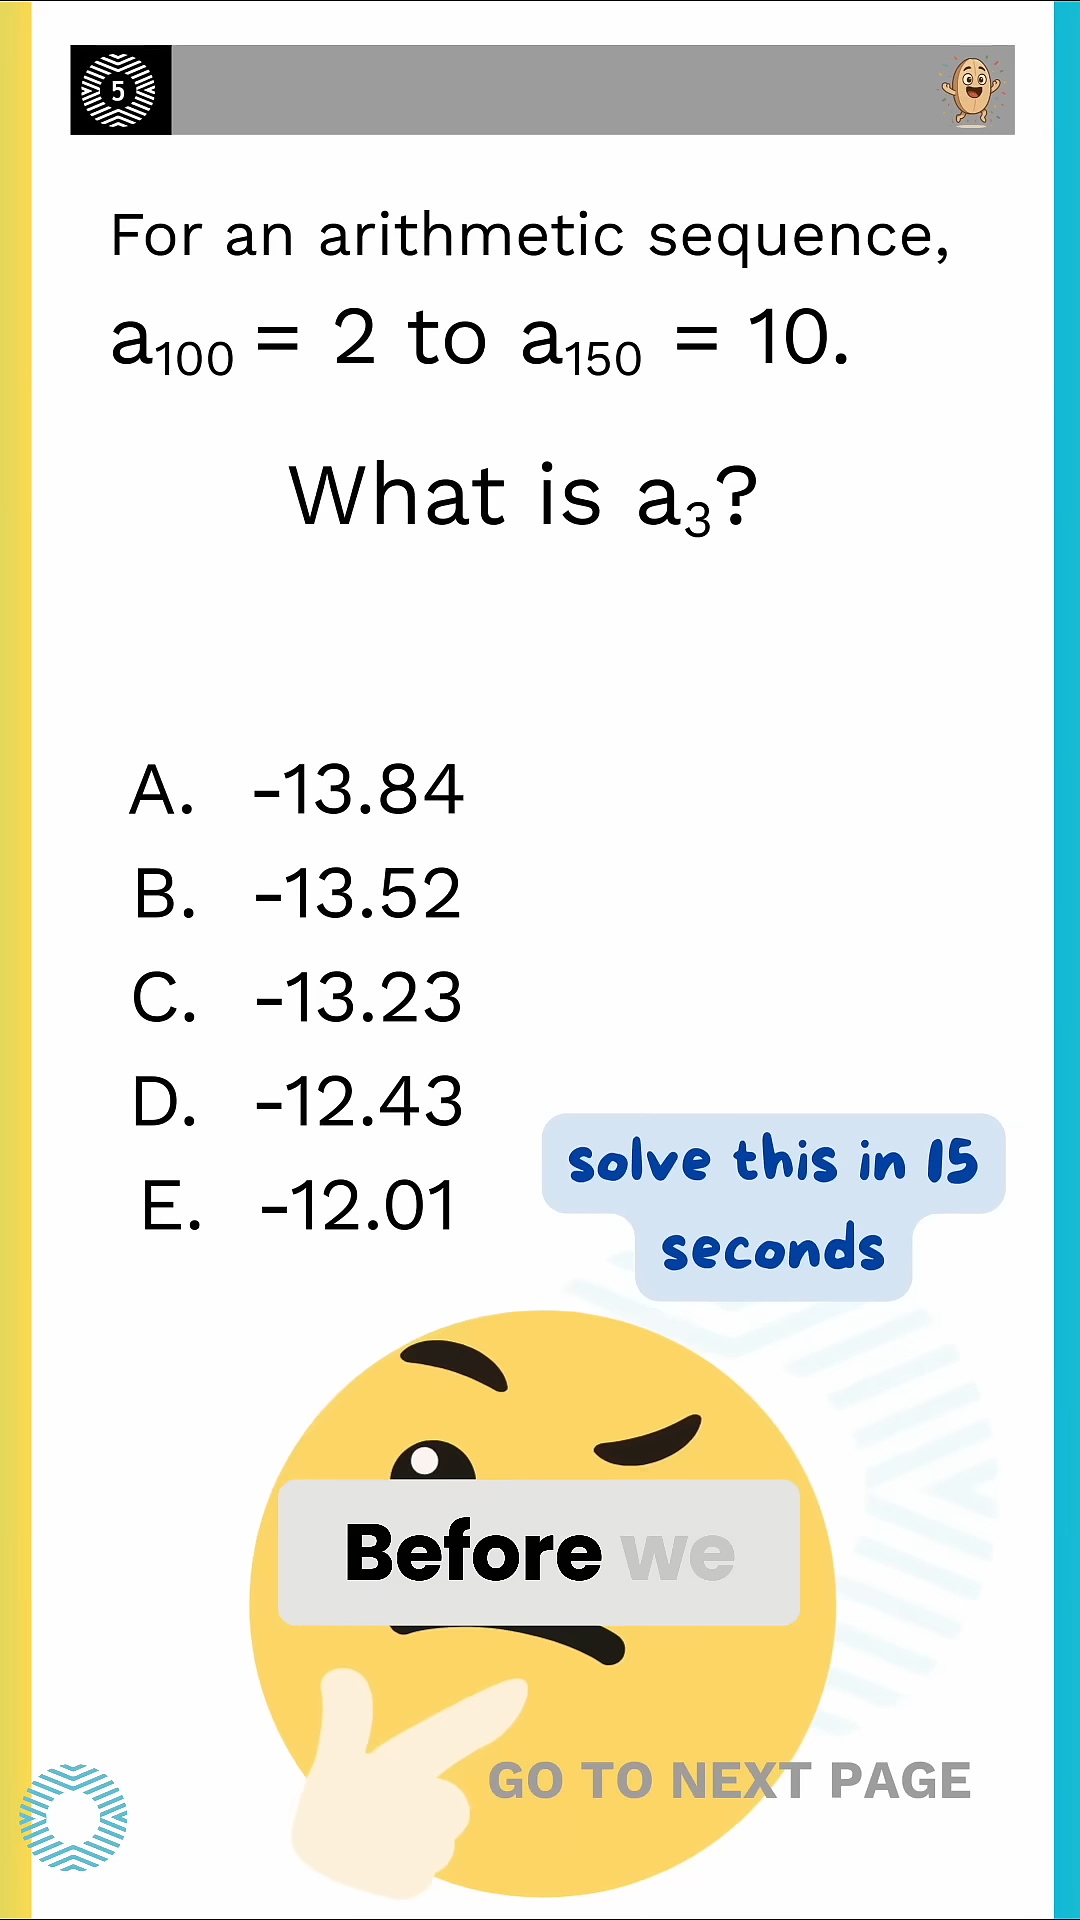 5
For an arithmetic sequence,
a₁₀₀ = 2 to a₁₅₀ = 10.
What is a₃?
A. -13.84
B. -13.52
C. -13.23
D. -12.43
E. -12.01
solve this in 15
seconds
Before we
GO TO NEXT PAGE